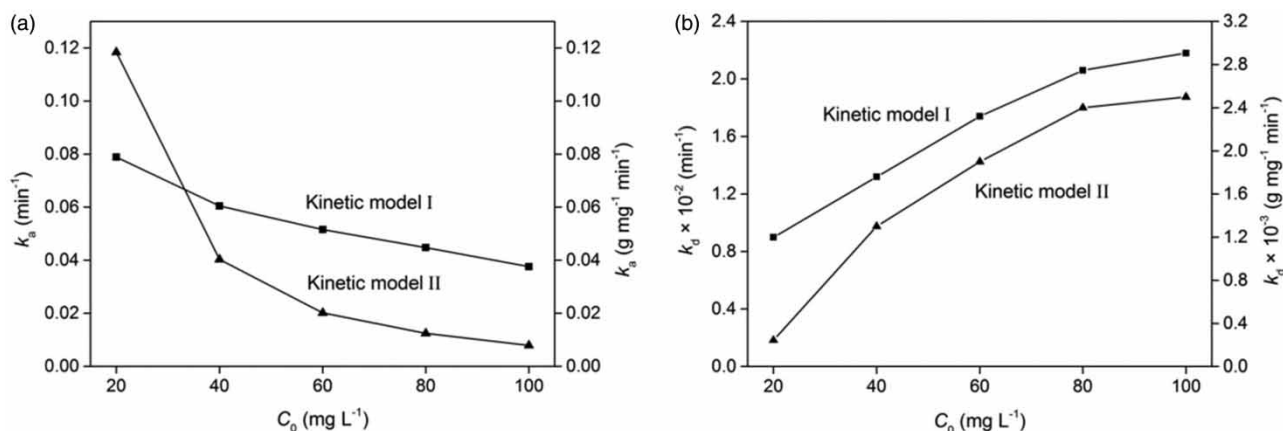 (a)
0.12
0.10
0.08
0.06
0.04
0.02
0.00
kₐ (min⁻¹)
Kinetic model I
Kinetic model II
0.12
0.10
0.08
0.06
0.04
0.02
0.00
kₐ (g mg⁻¹ min⁻¹)
20 40 60 80 100
C₀ (mg L⁻¹)
(b)
2.4
2.0
1.6
1.2
0.8
0.4
0.0
k_d × 10⁻² (min⁻¹)
Kinetic model I
Kinetic model II
3.2
2.8
2.4
2.0
1.6
1.2
0.8
0.4
0.0
k_d × 10⁻³ (g mg⁻¹ min⁻¹)
20 40 60 80 100
C₀ (mg L⁻¹)